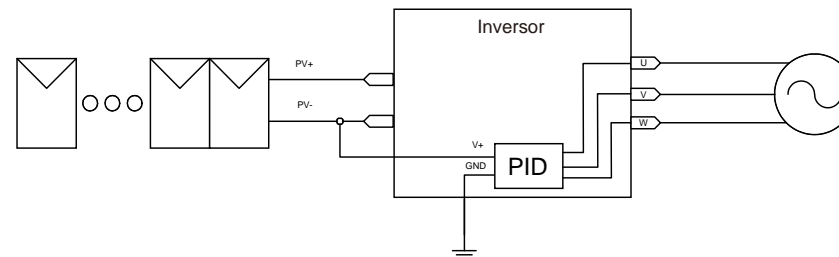 Inversor
PV+
U
PV-
V
W
V+
GND
PID